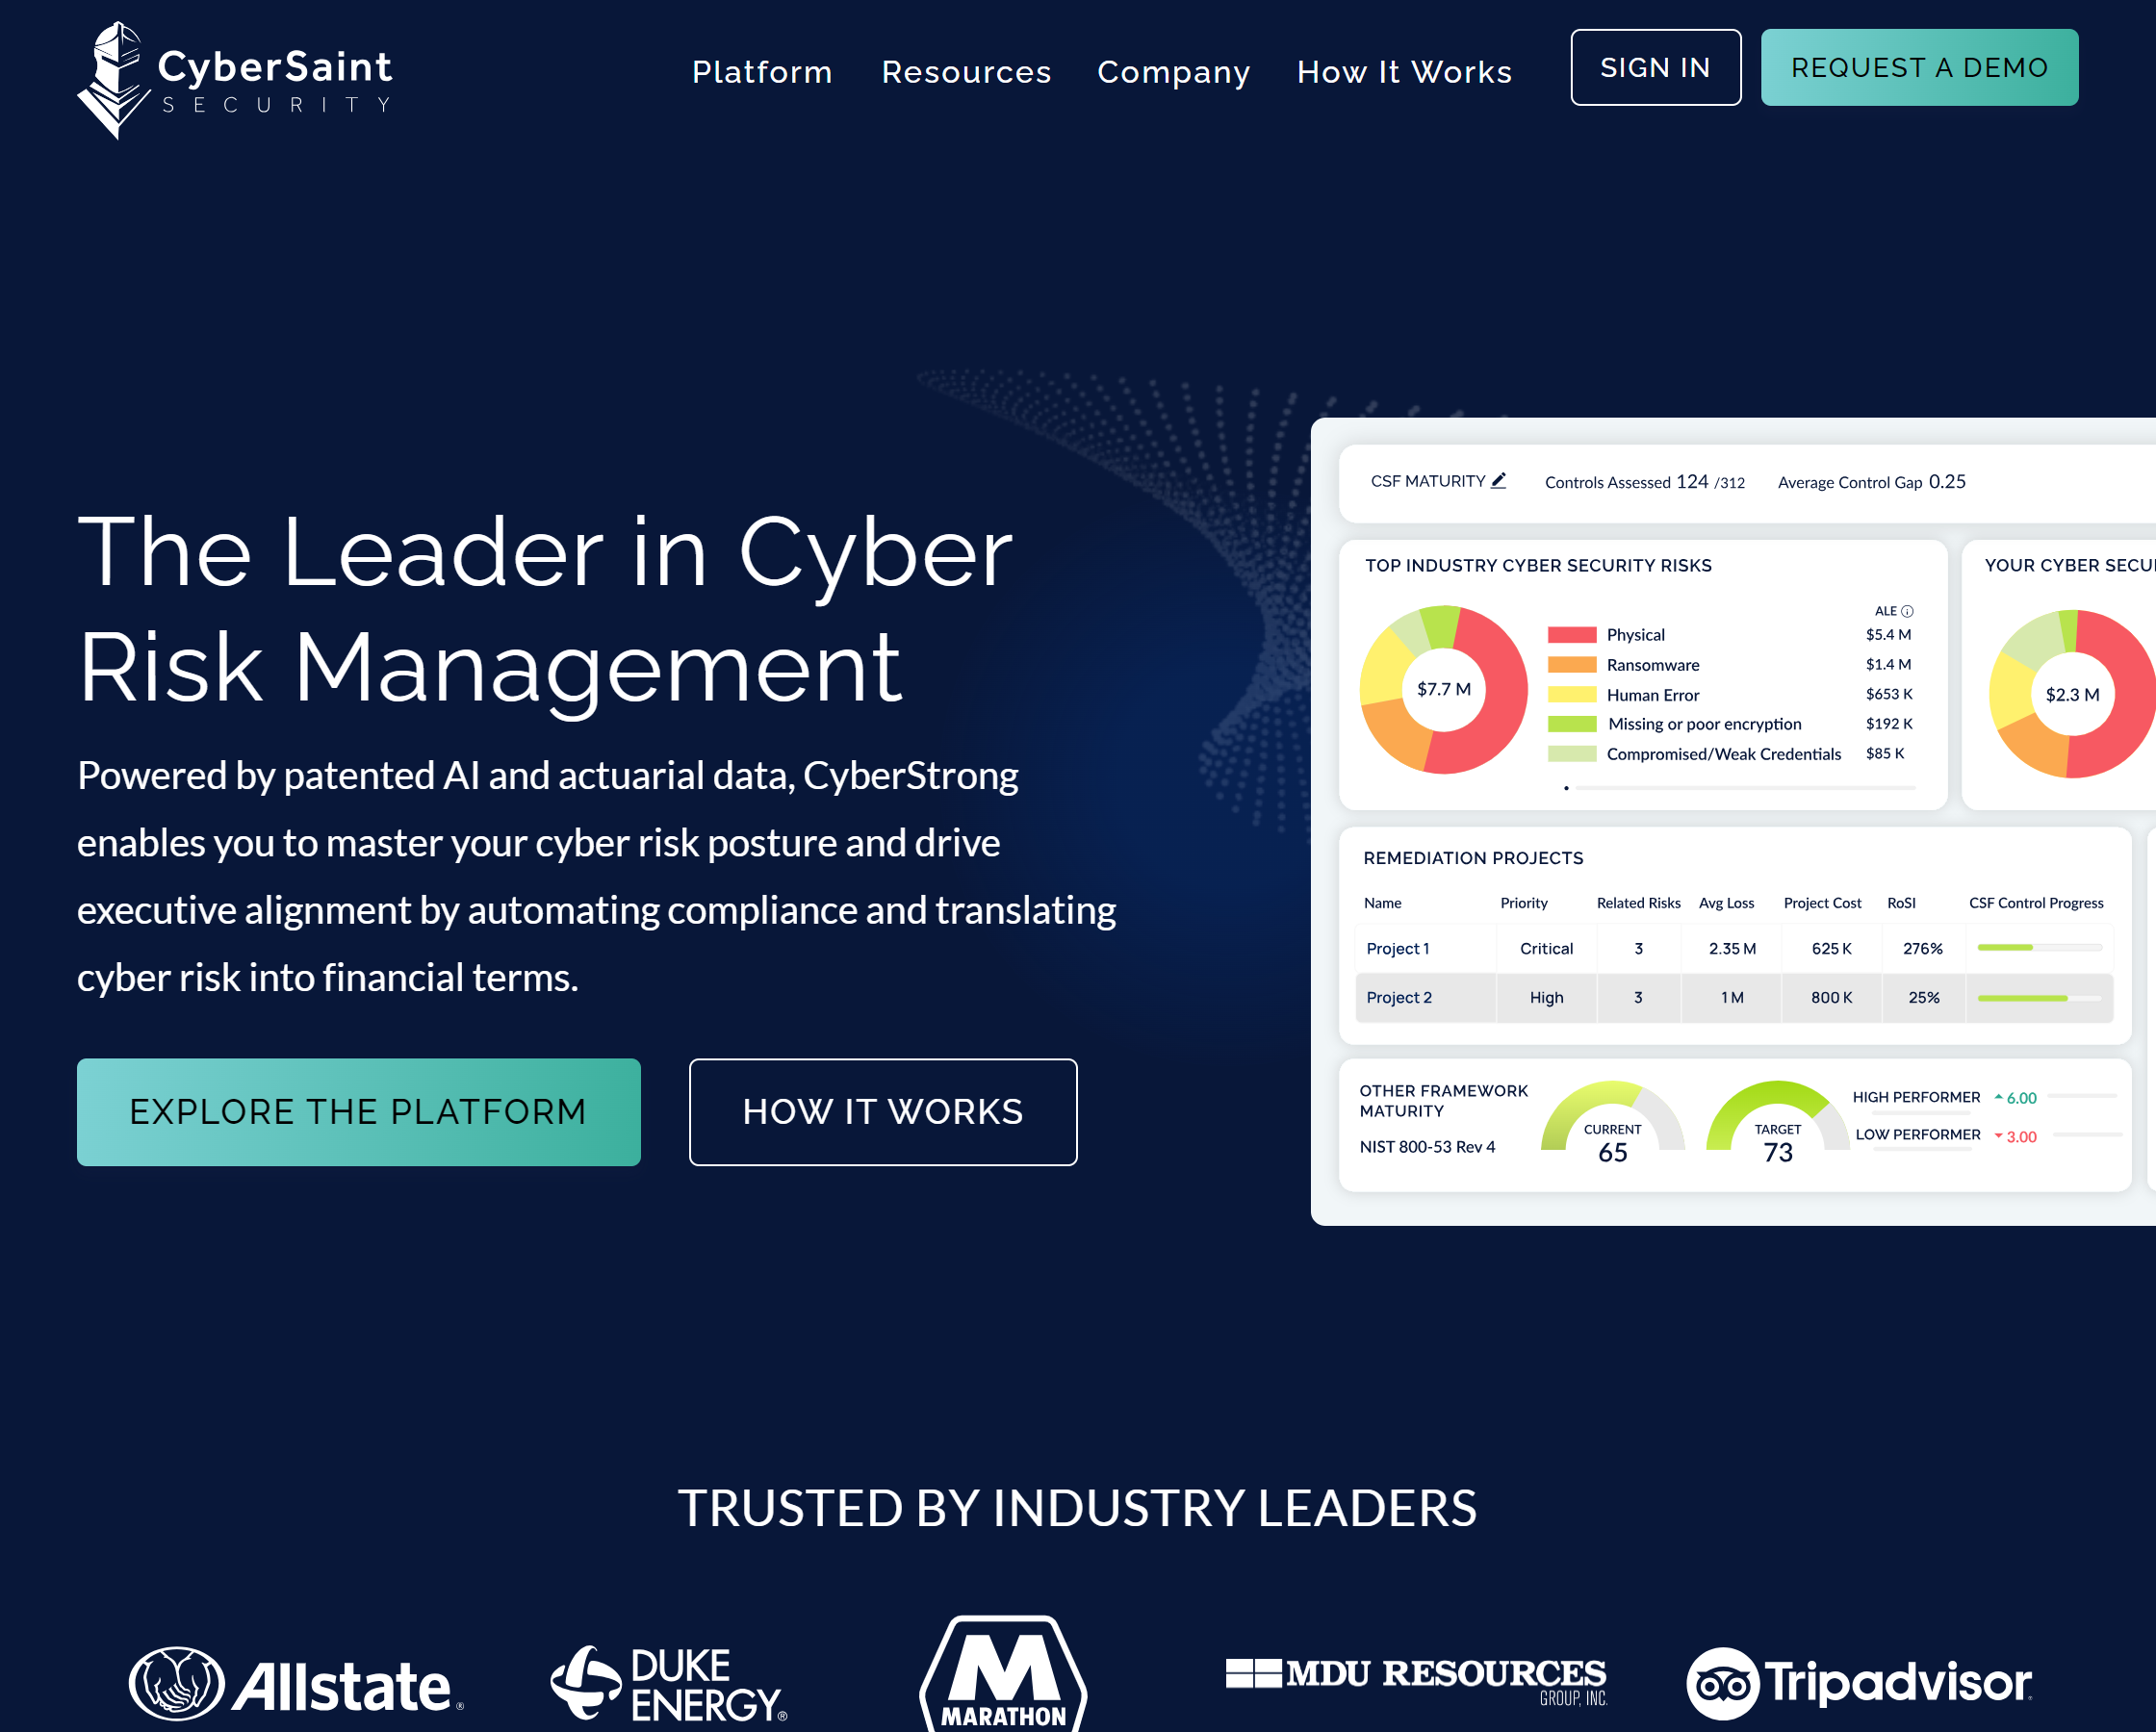 CyberSaint
SECURITY
Platform
Resources
Company
How It Works
SIGN IN
REQUEST A DEMO
The Leader in Cyber
Risk Management
Powered by patented AI and actuarial data, CyberStrong
enables you to master your cyber risk posture and drive
executive alignment by automating compliance and translating
cyber risk into financial terms.
EXPLORE THE PLATFORM
HOW IT WORKS
CSF MATURITY
Controls Assessed 124 /312
Average Control Gap 0.25
TOP INDUSTRY CYBER SECURITY RISKS
ALE
$7.7 M
Physical $5.4 M
Ransomware $1.4 M
Human Error $653 K
Missing or poor encryption $192 K
Compromised/Weak Credentials $85 K
YOUR CYBER SECU
$2.3 M
REMEDIATION PROJECTS
Name Priority Related Risks Avg Loss Project Cost RoSI CSF Control Progress
Project 1 Critical 3 2.35 M 625 K 276%
Project 2 High 3 1 M 800 K 25%
OTHER FRAMEWORK
MATURITY
NIST 800-53 Rev 4
CURRENT
65
TARGET
73
HIGH PERFORMER 6.00
LOW PERFORMER 3.00
TRUSTED BY INDUSTRY LEADERS
Allstate®
DUKE
ENERGY®
M
MARATHON
MDU RESOURCES
GROUP, INC.
Tripadvisor